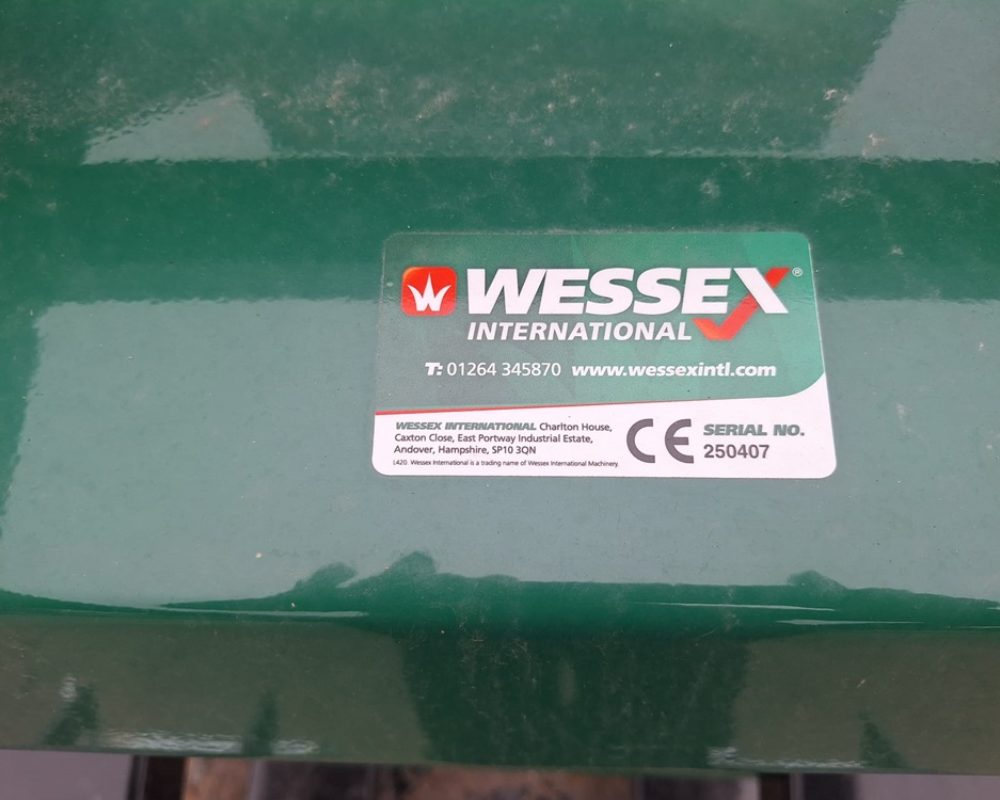 W WESSEX®
INTERNATIONAL
T: 01264 345870 www.wessexintl.com
WESSEX INTERNATIONAL Charlton House,
Caxton Close, East Portway Industrial Estate,
Andover, Hampshire, SP10 3QN
L420. Wessex International is a trading name of Wessex International Machinery.
CE SERIAL NO.
250407